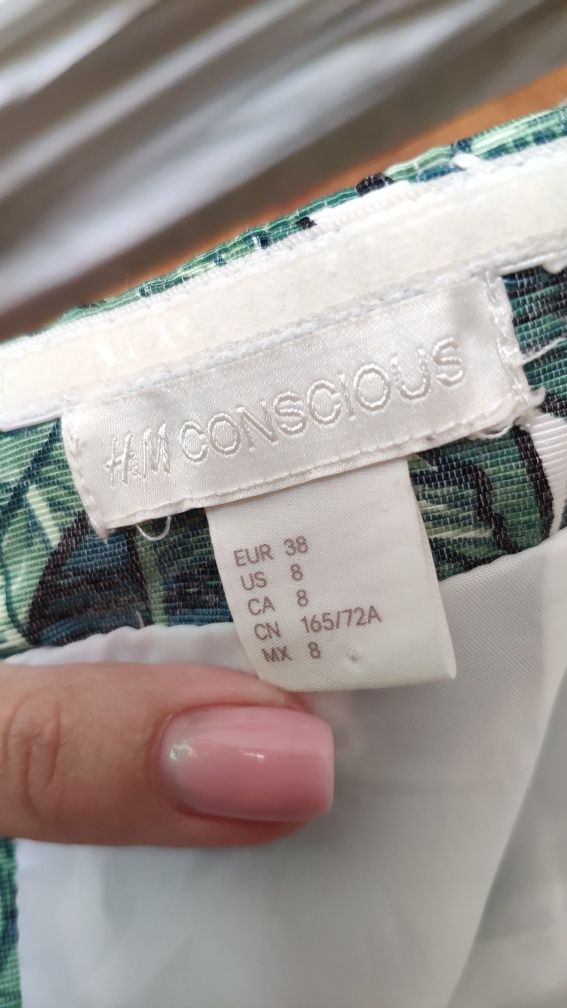 H&M CONSCIOUS
EUR 38
US 8
CA 8
CN 165/72A
MX 8